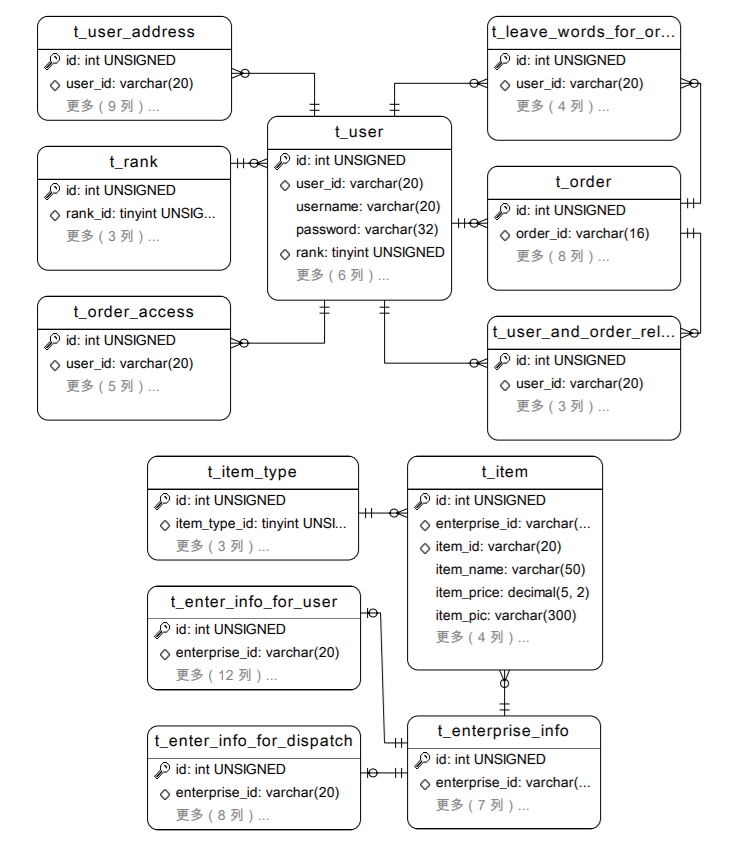 t_user_address
id: int UNSIGNED
user_id: varchar(20)
更多 ( 9 列 ) ...
t_leave_words_for_or...
id: int UNSIGNED
user_id: varchar(20)
更多 ( 4 列 ) ...
t_user
id: int UNSIGNED
user_id: varchar(20)
username: varchar(20)
password: varchar(32)
rank: tinyint UNSIGNED
更多 ( 6 列 ) ...
t_rank
id: int UNSIGNED
rank_id: tinyint UNSIG...
更多 ( 3 列 ) ...
t_order
id: int UNSIGNED
order_id: varchar(16)
更多 ( 8 列 ) ...
t_order_access
id: int UNSIGNED
user_id: varchar(20)
更多 ( 5 列 ) ...
t_user_and_order_rel...
id: int UNSIGNED
user_id: varchar(20)
更多 ( 3 列 ) ...
t_item_type
id: int UNSIGNED
item_type_id: tinyint UNSI...
更多 ( 3 列 ) ...
t_item
id: int UNSIGNED
enterprise_id: varchar(...
item_id: varchar(20)
item_name: varchar(50)
item_price: decimal(5, 2)
item_pic: varchar(300)
更多 ( 4 列 ) ...
t_enter_info_for_user
id: int UNSIGNED
enterprise_id: varchar(20)
更多 ( 12 列 ) ...
t_enter_info_for_dispatch
id: int UNSIGNED
enterprise_id: varchar(20)
更多 ( 8 列 ) ...
t_enterprise_info
id: int UNSIGNED
enterprise_id: varchar(...
更多 ( 7 列 ) ...